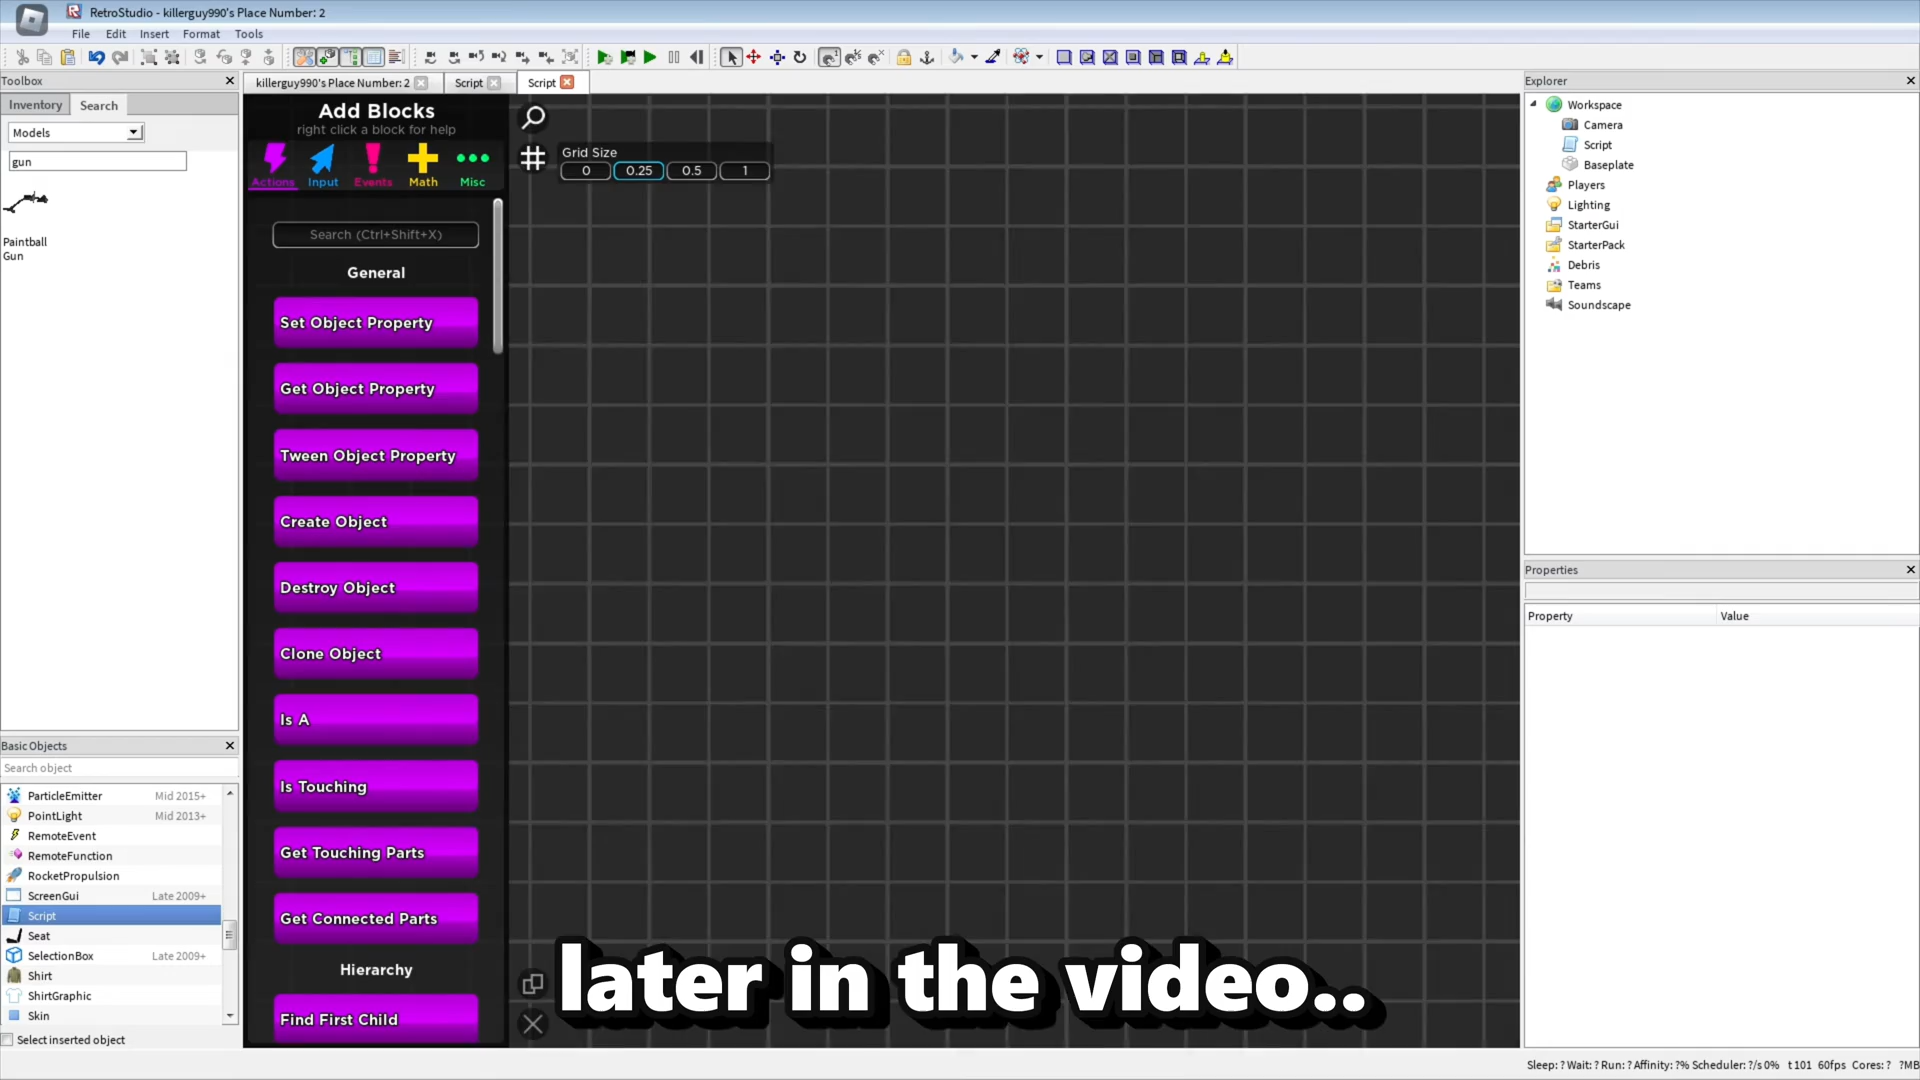 RetroStudio - killerguy990's Place Number: 2
File Edit Insert Format Tools
Toolbox
Inventory Search
Models
gun
Paintball
Gun
Basic Objects
Search object
ParticleEmitter Mid 2015+
PointLight Mid 2013+
RemoteEvent
RemoteFunction
RocketPropulsion
ScreenGui Late 2009+
Script
Seat
SelectionBox Late 2009+
Shirt
ShirtGraphic
Skin
Select inserted object
killerguy990's Place Number: 2 Script Script
Add Blocks
right click a block for help
Actions Input Events Math Misc
Search (Ctrl+Shift+X)
General
Set Object Property
Get Object Property
Tween Object Property
Create Object
Destroy Object
Clone Object
Is A
Is Touching
Get Touching Parts
Get Connected Parts
Hierarchy
Find First Child
Grid Size
0 0.25 0.5 1
later in the video..
Explorer
Workspace
Camera
Script
Baseplate
Players
Lighting
StarterGui
StarterPack
Debris
Teams
Soundscape
Properties
Property Value
Sleep: ? Wait: ? Run: ? Affinity: ?% Scheduler: ?/s 0% t 101 60fps Cores: ? ?MB